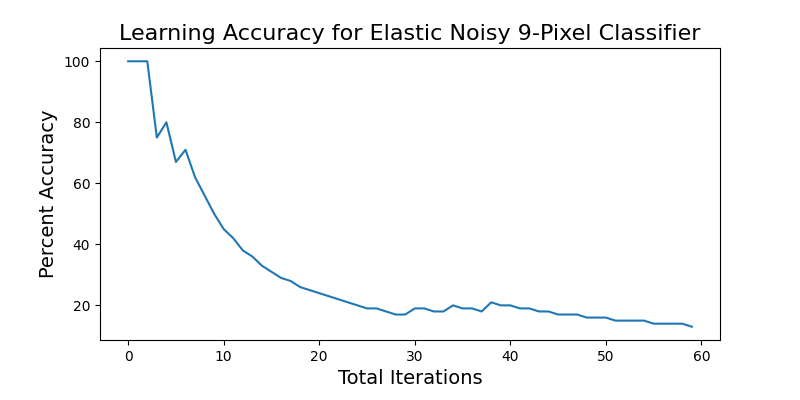 Learning Accuracy for Elastic Noisy 9-Pixel Classifier
Percent Accuracy
100
80
60
40
20
0 10 20 30 40 50 60
Total Iterations